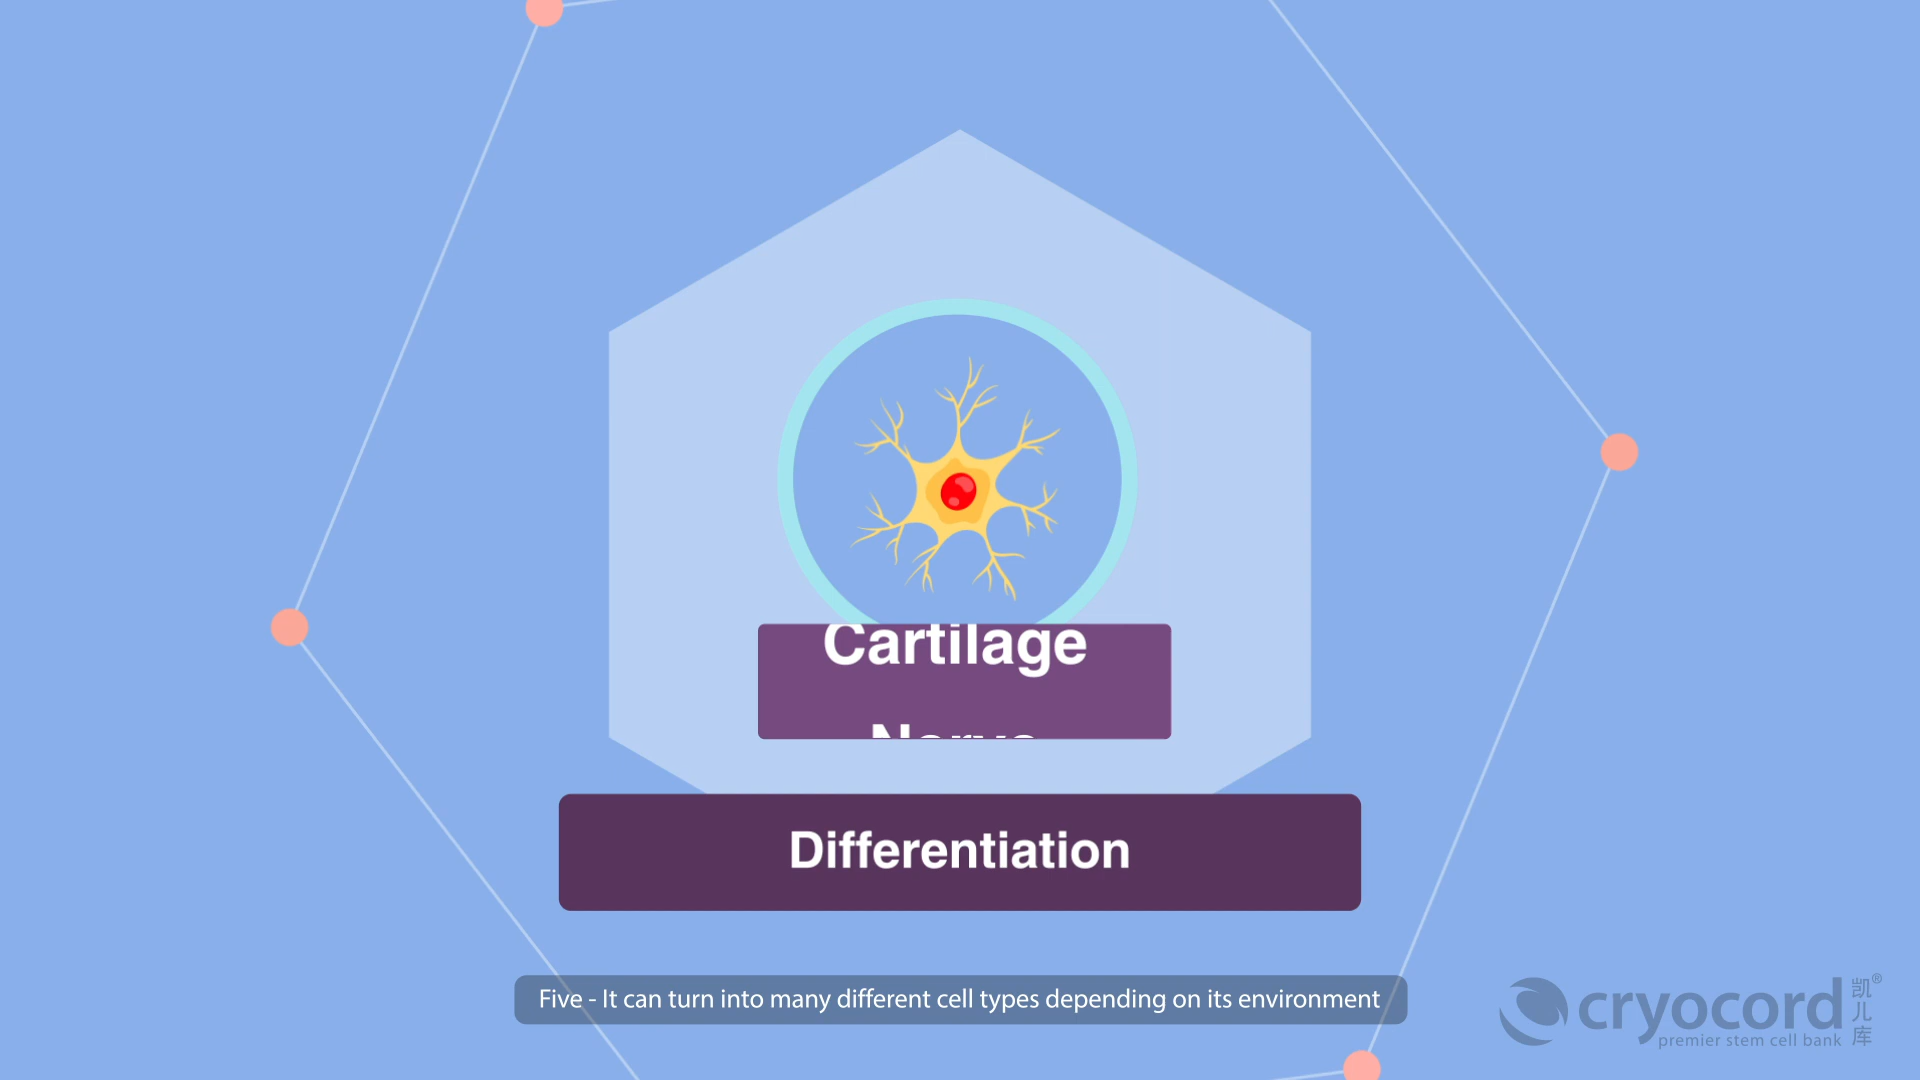 Cartilage
Nerve
Differentiation
Five - It can turn into many different cell types depending on its environment
cryocord®
premier stem cell bank
凯儿库